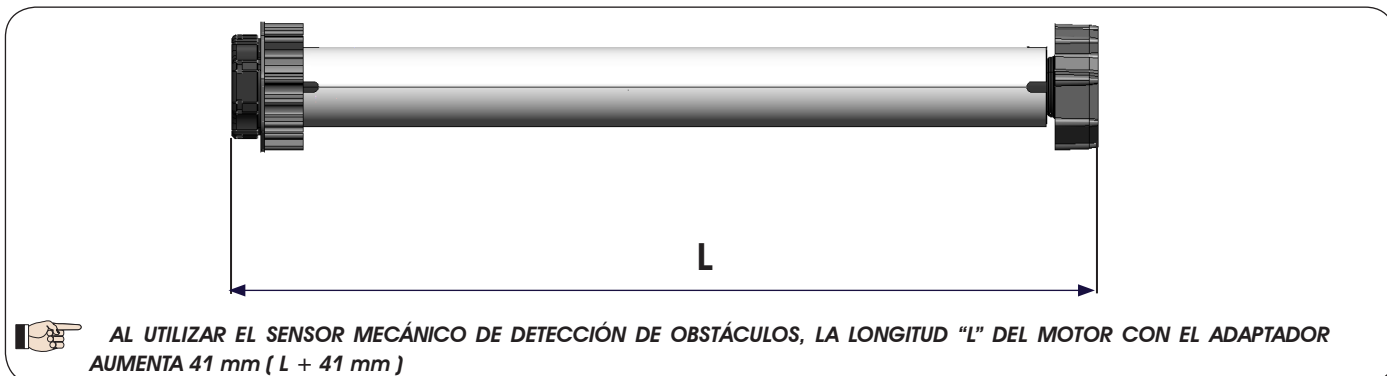 L
AL UTILIZAR EL SENSOR MECÁNICO DE DETECCIÓN DE OBSTÁCULOS, LA LONGITUD “L” DEL MOTOR CON EL ADAPTADOR
AUMENTA 41 mm ( L + 41 mm )